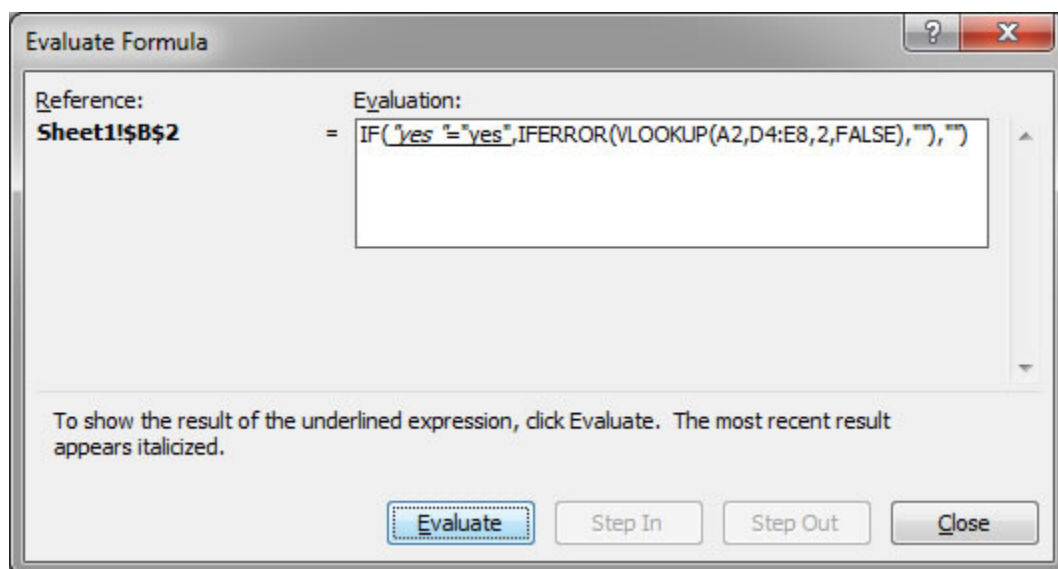 Evaluate Formula
Reference:
Evaluation:
Sheet1!$B$2
=
IF("yes "="yes",IFERROR(VLOOKUP(A2,D4:E8,2,FALSE),""),"")
To show the result of the underlined expression, click Evaluate. The most recent result
appears italicized.
Evaluate
Step In
Step Out
Close